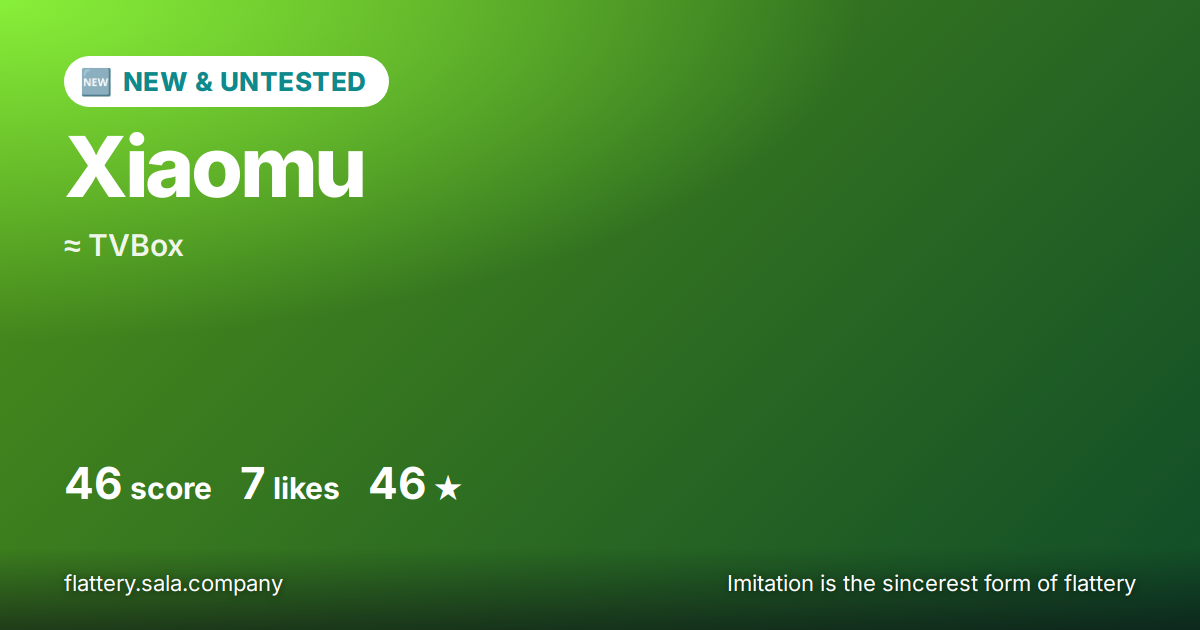 🆕 NEW & UNTESTED
Xiaomu
≈ TVBox
46 score 7 likes 46 ★
flattery.sala.company
Imitation is the sincerest form of flattery